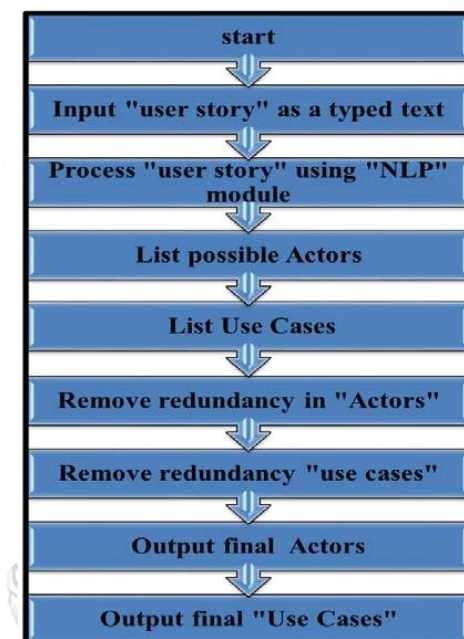 start
Input "user story" as a typed text
Process "user story" using "NLP"
module
List possible Actors
List Use Cases
Remove redundancy in "Actors"
Remove redundancy "use cases"
Output final Actors
Output final "Use Cases"